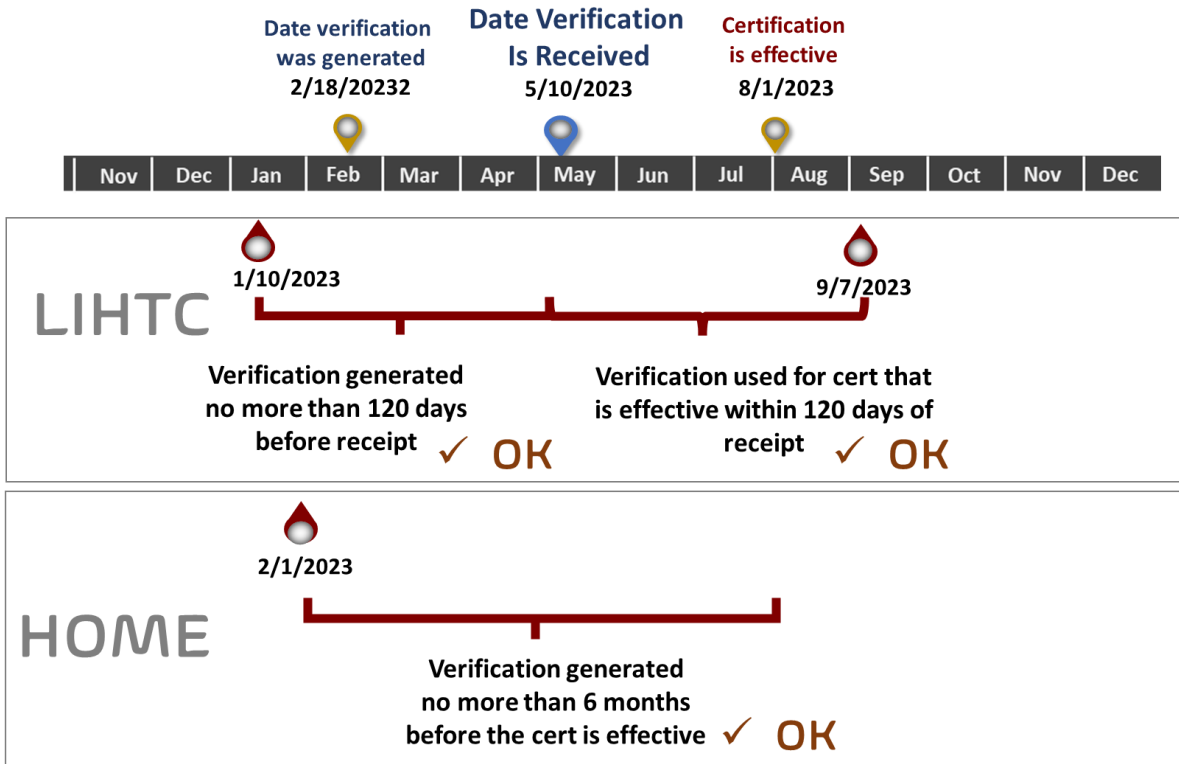 Date verification
was generated
2/18/20232
Date Verification
Is Received
5/10/2023
Certification
is effective
8/1/2023
Nov Dec Jan Feb Mar Apr May Jun Jul Aug Sep Oct Nov Dec
LIHTC
1/10/2023
9/7/2023
Verification generated
no more than 120 days
before receipt ✓ OK
Verification used for cert that
is effective within 120 days of
receipt ✓ OK
HOME
2/1/2023
Verification generated
no more than 6 months
before the cert is effective ✓ OK